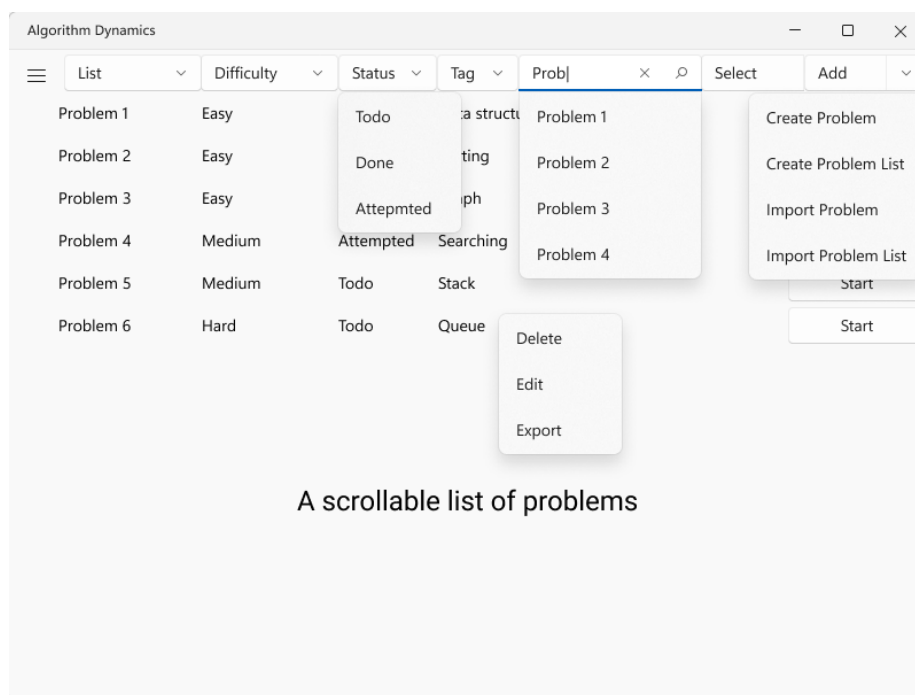 Algorithm Dynamics
List Difficulty Status Tag Prob Select Add
Problem 1 Easy
Problem 2 Easy
Problem 3 Easy
Problem 4 Medium Attempted Searching
Problem 5 Medium Todo Stack Start
Problem 6 Hard Todo Queue Start
Todo
Done
Attepmted
Problem 1
Problem 2
Problem 3
Problem 4
Create Problem
Create Problem List
Import Problem
Import Problem List
Delete
Edit
Export
A scrollable list of problems